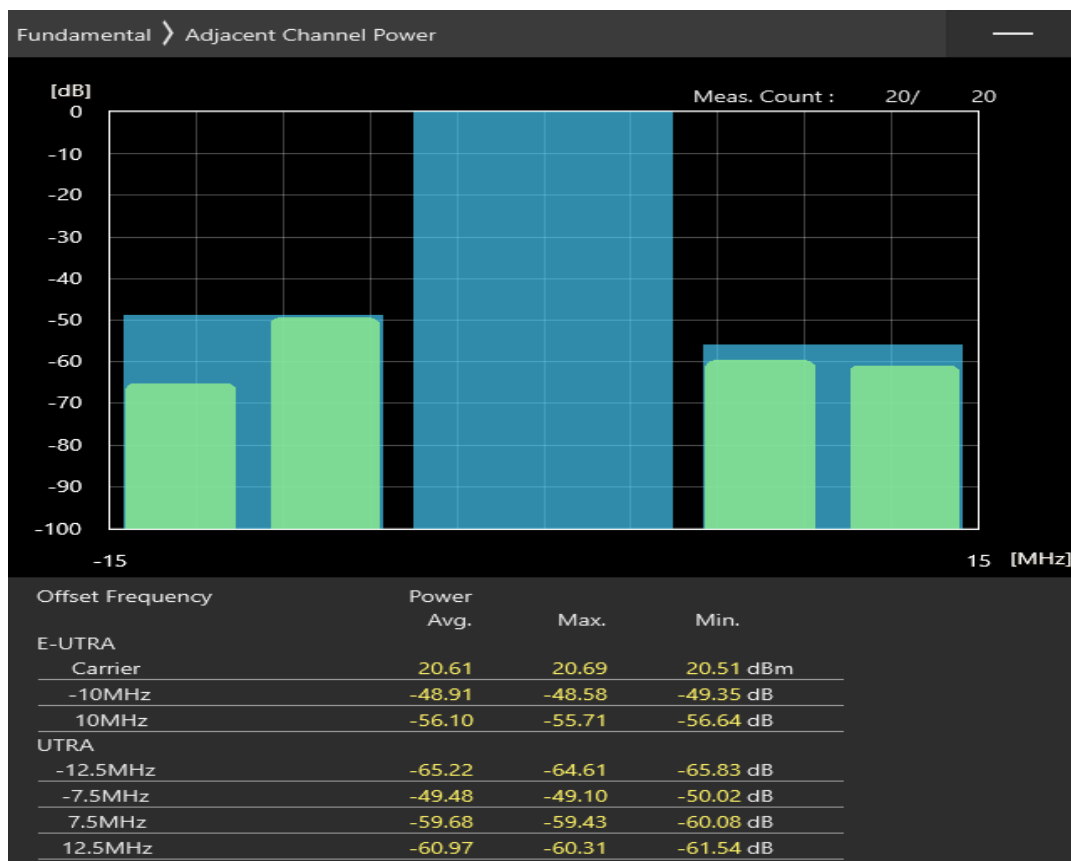 Fundamental ❯ Adjacent Channel Power
[dB]
Meas. Count : 20/ 20
0
-10
-20
-30
-40
-50
-60
-70
-80
-90
-100
-15 15 [MHz]
Offset Frequency Power
Avg. Max. Min.
E-UTRA
Carrier 20.61 20.69 20.51 dBm
-10MHz -48.91 -48.58 -49.35 dB
10MHz -56.10 -55.71 -56.64 dB
UTRA
-12.5MHz -65.22 -64.61 -65.83 dB
-7.5MHz -49.48 -49.10 -50.02 dB
7.5MHz -59.68 -59.43 -60.08 dB
12.5MHz -60.97 -60.31 -61.54 dB